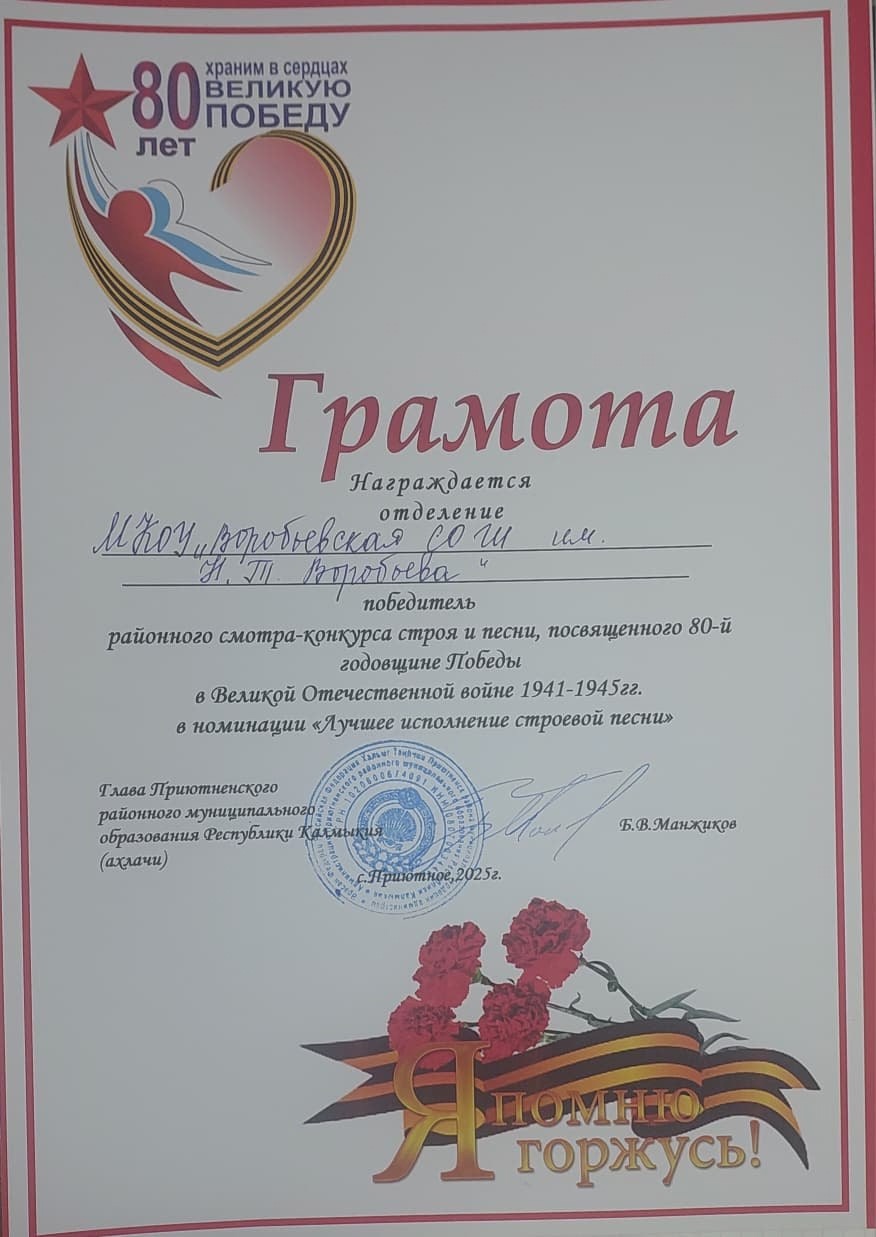 80 храним в сердцах
ВЕЛИКУЮ
ПОБЕДУ
лет
Грамота
Награждается
отделение
МКОУ „Воробьевская СОШ им.
Н. Т. Воробьева“
победитель
районного смотра-конкурса строя и песни, посвященного 80-й
годовщине Победы
в Великой Отечественной войне 1941-1945гг.
в номинации «Лучшее исполнение строевой песни»
Глава Приютненского
районного муниципального
образования Республики Калмыкия
(ахлачи)
Б.В.Манжиков
с.Приютное,2025г.
Я помню
горжусь!